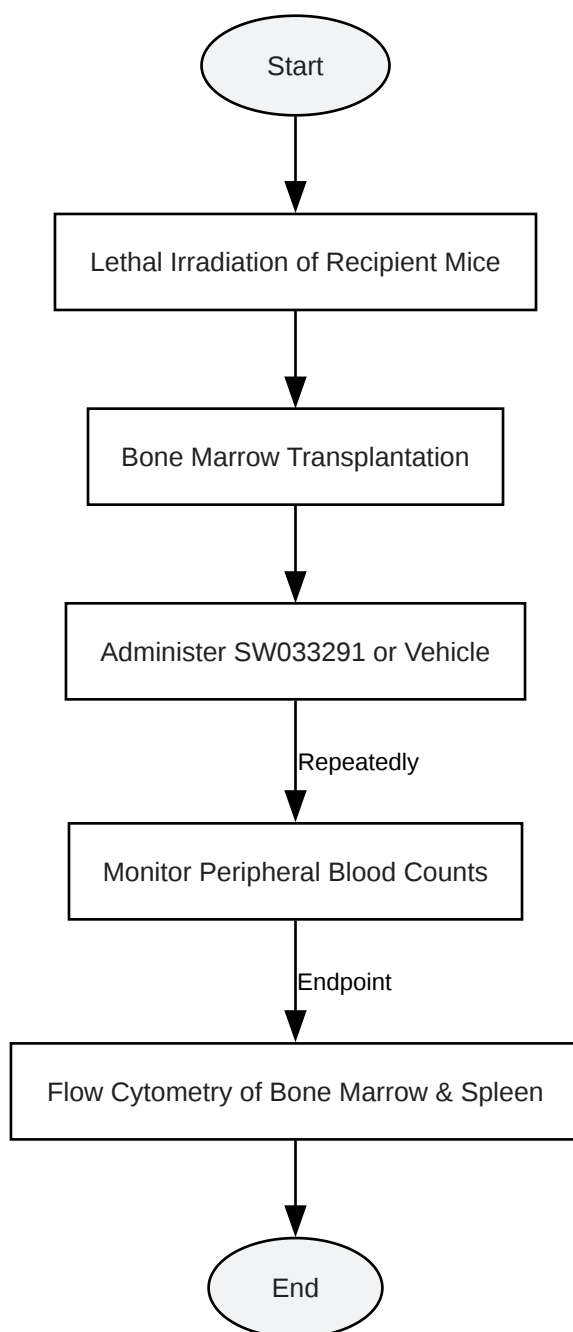 Start
Lethal Irradiation of Recipient Mice
Bone Marrow Transplantation
Administer SW033291 or Vehicle
Repeatedly
Monitor Peripheral Blood Counts
Endpoint
Flow Cytometry of Bone Marrow & Spleen
End